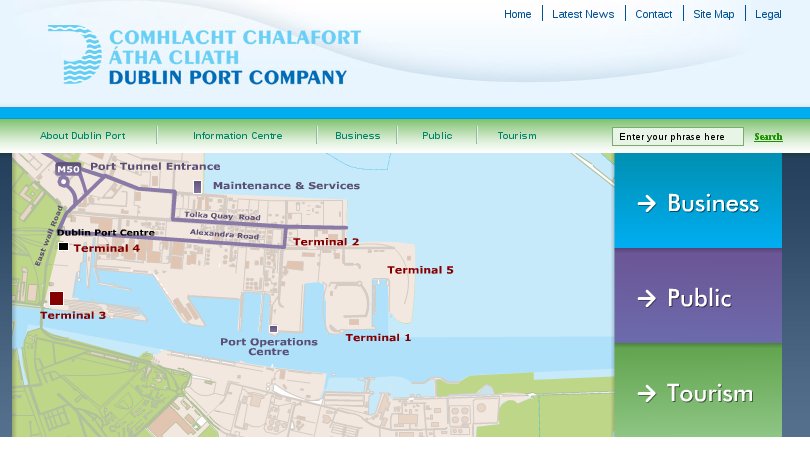 Home
Latest News
Contact
Site Map
Legal
COMHLACHT CHALAFORT
ÁTHA CLIATH
DUBLIN PORT COMPANY
About Dublin Port
Information Centre
Business
Public
Tourism
Enter your phrase here
Search
M50
Port Tunnel Entrance
Maintenance & Services
Tolka Quay Road
East wall Road
Dublin Port Centre
Alexandra Road
Terminal 4
Terminal 2
Terminal 5
Terminal 3
Terminal 1
Port Operations
Centre
→ Business
→ Public
→ Tourism